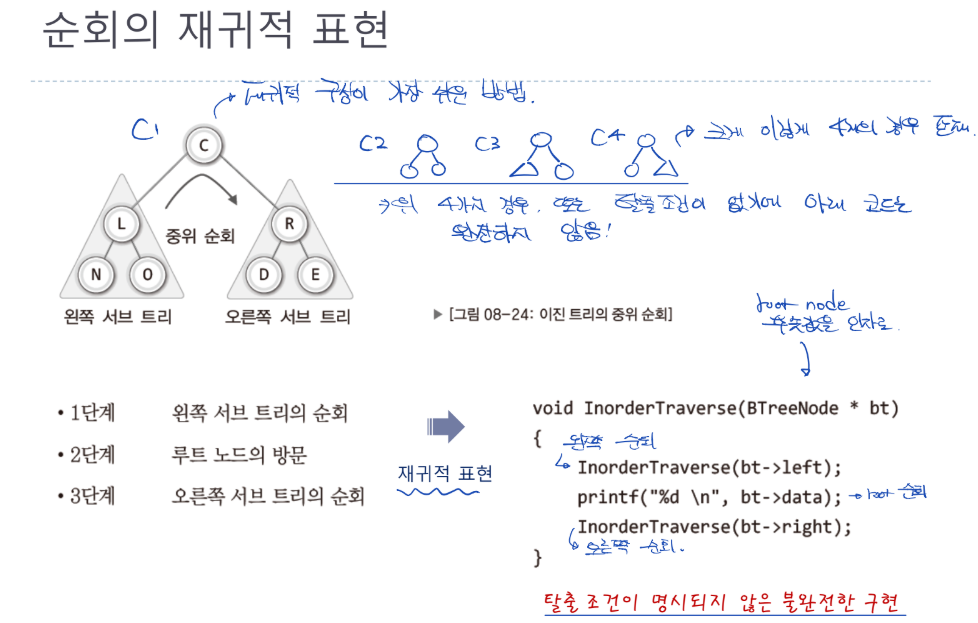 순회의 재귀적 표현
재귀적 구성이 가장 쉬운 방법.
C1
C2
C3
C4
크게 이렇게 4개의 경우 존재.
위 4가지 경우, 또는 탈출조건이 없기에 아래 코드는
완전하지 않음!
C
L
R
중위 순회
N
O
D
E
왼쪽 서브 트리
오른쪽 서브 트리
▶ [그림 08-24: 이진 트리의 중위 순회]
root node
주솟값을 인자로.
• 1단계 왼쪽 서브 트리의 순회
• 2단계 루트 노드의 방문
• 3단계 오른쪽 서브 트리의 순회
재귀적 표현
void InorderTraverse(BTreeNode * bt)
{
왼쪽 순회
InorderTraverse(bt->left);
printf("%d \n", bt->data);
root 순회
InorderTraverse(bt->right);
오른쪽 순회.
}
탈출 조건이 명시되지 않은 불완전한 구현